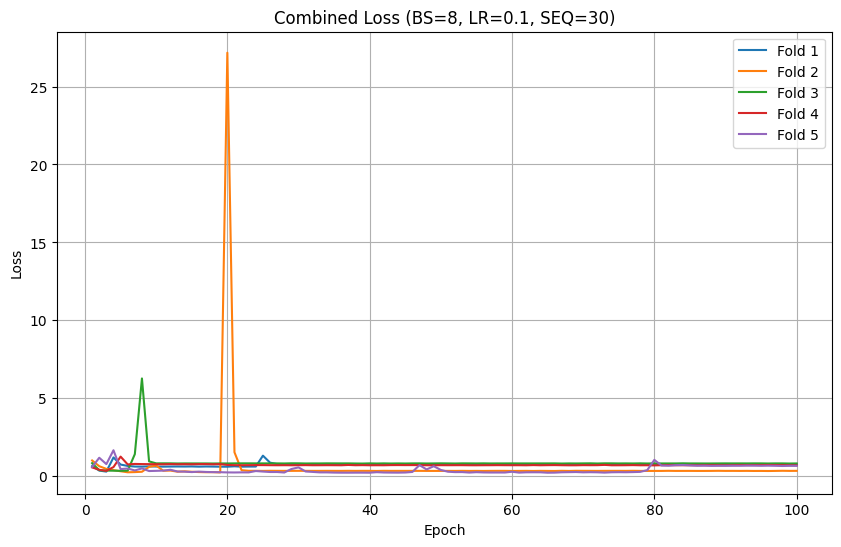 Combined Loss (BS=8, LR=0.1, SEQ=30)
Fold 1
Fold 2
Fold 3
Fold 4
Fold 5
25
20
15
10
5
0
Loss
0 20 40 60 80 100
Epoch